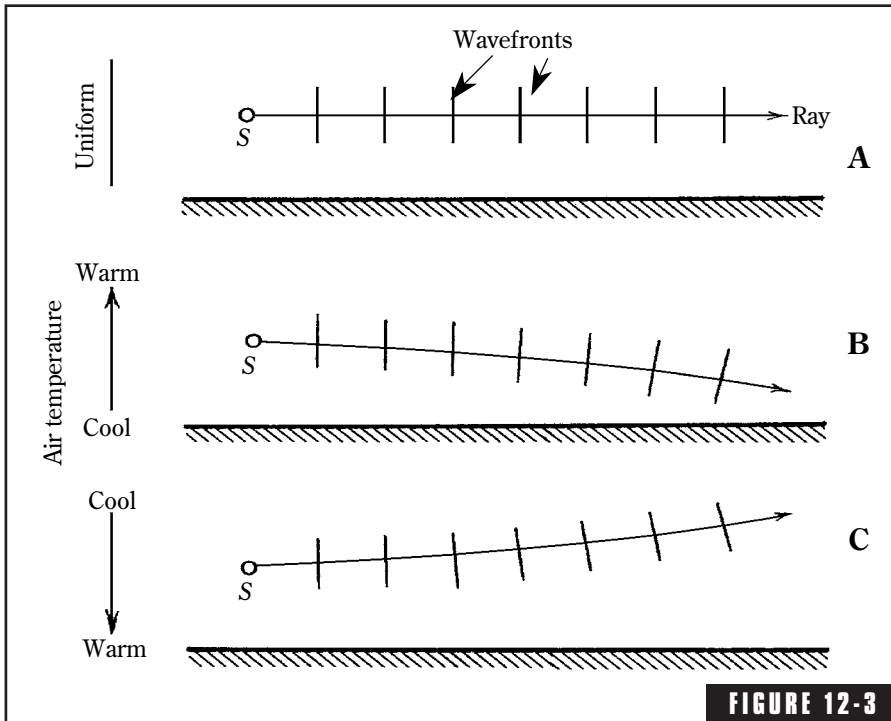 Wavefronts
Uniform
S
Ray
A
Warm
Air temperature
S
B
Cool
Cool
S
C
Warm
FIGURE 12-3